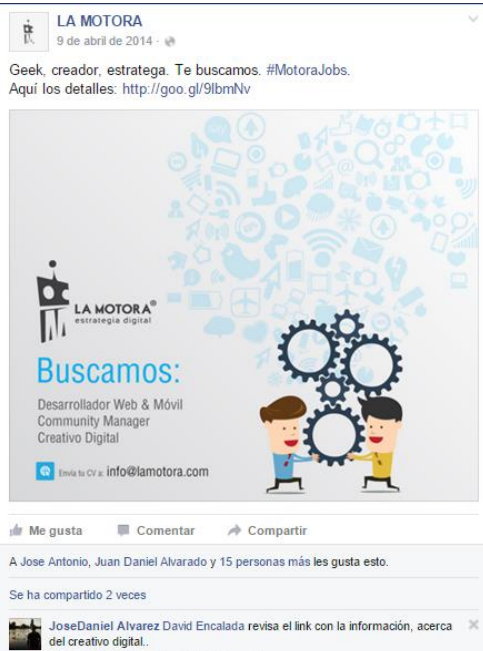 LA MOTORA
9 de abril de 2014 ·
Geek, creador, estratega. Te buscamos. #MotoraJobs.
Aquí los detalles: http://goo.gl/9lbmNv
LA MOTORA®
estrategia digital
Buscamos:
Desarrollador Web & Móvil
Community Manager
Creativo Digital
Envía tu CV a: info@lamotora.com
Me gusta Comentar Compartir
A Jose Antonio, Juan Daniel Alvarado y 15 personas más les gusta esto.
Se ha compartido 2 veces
JoseDaniel Alvarez David Encalada revisa el link con la información, acerca
del creativo digital..